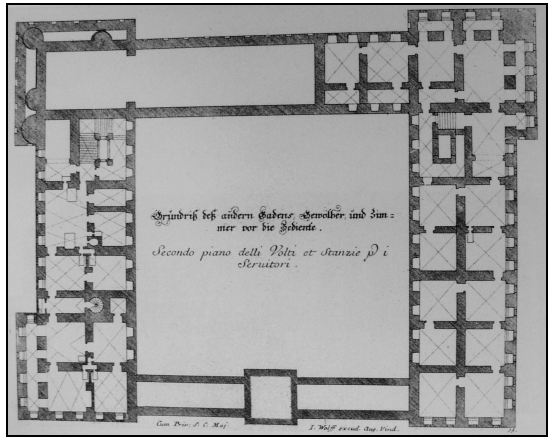 Grundriß deß andern Gadens, Gewölber, und Zim=
mer vor die Bediente.
Secondo piano delli Volti et Stanzie p i
Seruitori.
Cum Priv. S. C. Maj.
I. Wolff excud. Aug. Vind.